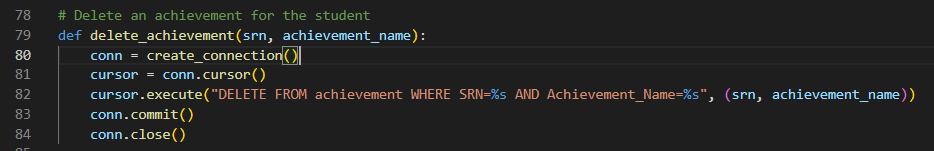 78 # Delete an achievement for the student
79 def delete_achievement(srn, achievement_name):
80 conn = create_connection()
81 cursor = conn.cursor()
82 cursor.execute("DELETE FROM achievement WHERE SRN=%s AND Achievement_Name=%s", (srn, achievement_name))
83 conn.commit()
84 conn.close()